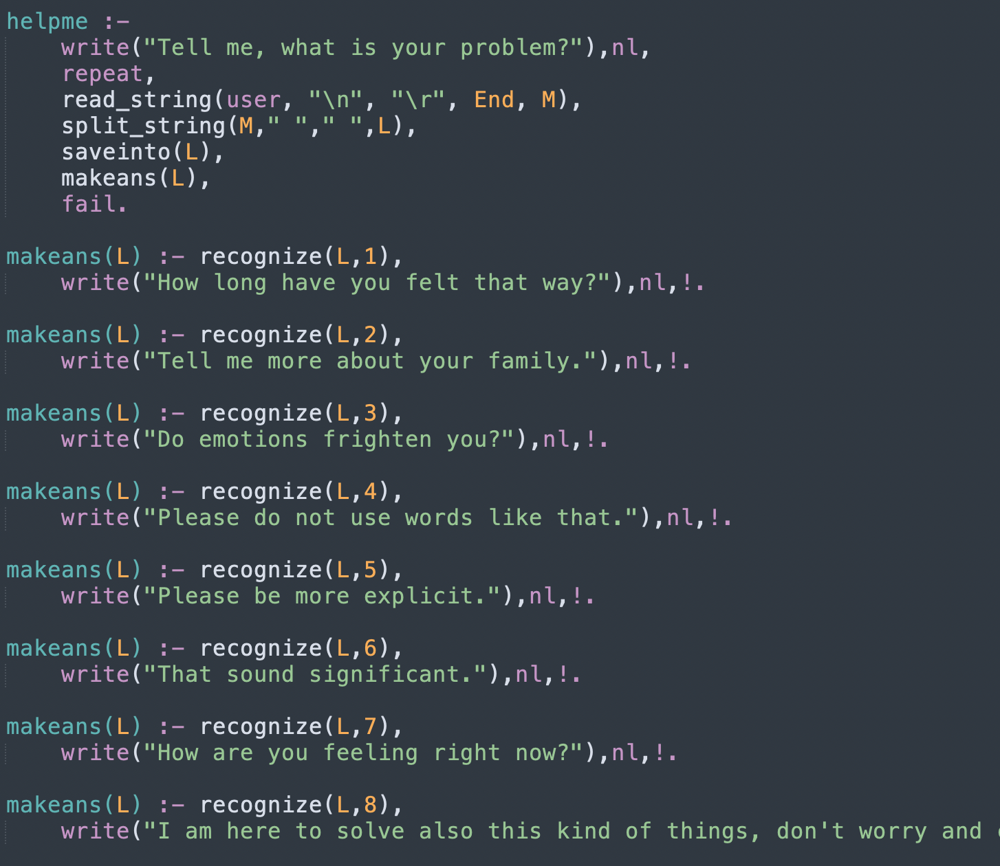 helpme :-
    write("Tell me, what is your problem?"),nl,
    repeat,
    read_string(user, "\n", "\r", End, M),
    split_string(M," "," ",L),
    saveinto(L),
    makeans(L),
    fail.
makeans(L) :- recognize(L,1),
    write("How long have you felt that way?"),nl,!.
makeans(L) :- recognize(L,2),
    write("Tell me more about your family."),nl,!.
makeans(L) :- recognize(L,3),
    write("Do emotions frighten you?"),nl,!.
makeans(L) :- recognize(L,4),
    write("Please do not use words like that."),nl,!.
makeans(L) :- recognize(L,5),
    write("Please be more explicit."),nl,!.
makeans(L) :- recognize(L,6),
    write("That sound significant."),nl,!.
makeans(L) :- recognize(L,7),
    write("How are you feeling right now?"),nl,!.
makeans(L) :- recognize(L,8),
    write("I am here to solve also this kind of things, don't worry and